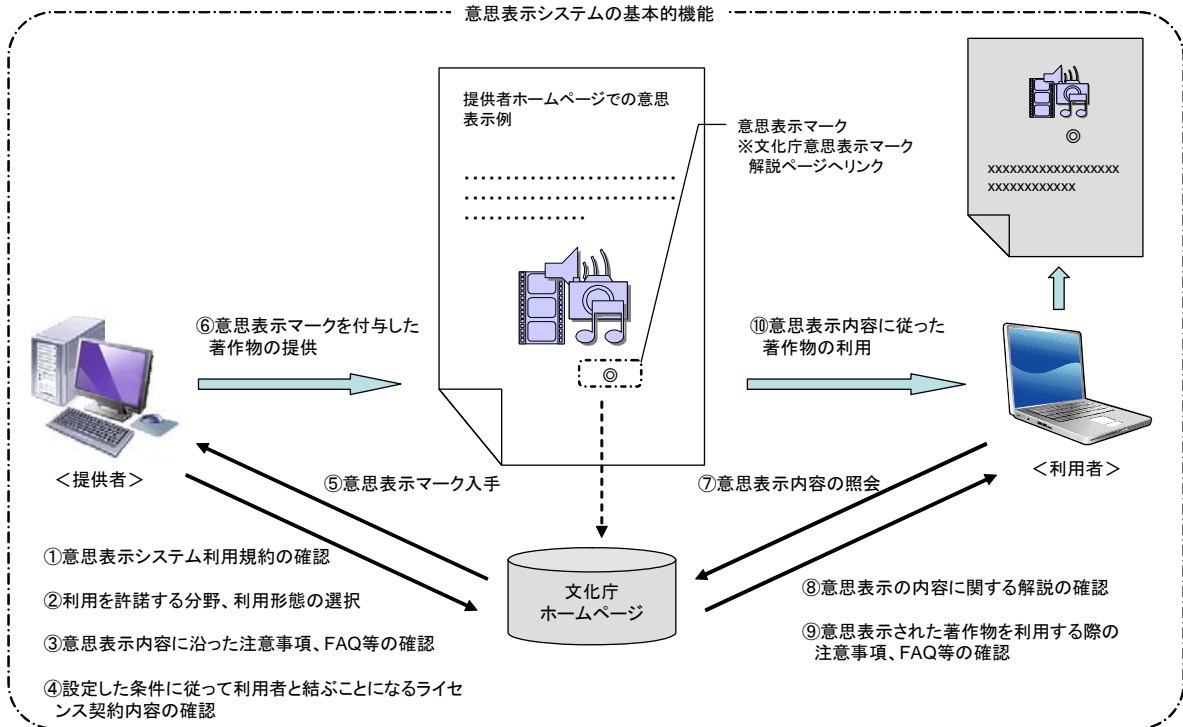 意思表示システムの基本的機能
提供者ホームページでの意思
表示例
意思表示マーク
※文化庁意思表示マーク
解説ページへリンク
xxxxxxxxxxxxxxxxxx
xxxxxxxxxxxx
⑥意思表示マークを付与した
著作物の提供
⑩意思表示内容に従った
著作物の利用
＜提供者＞
＜利用者＞
⑤意思表示マーク入手
⑦意思表示内容の照会
①意思表示システム利用規約の確認
②利用を許諾する分野、利用形態の選択
③意思表示内容に沿った注意事項、FAQ等の確認
④設定した条件に従って利用者と結ぶことになるライセ
ンス契約内容の確認
文化庁
ホームページ
⑧意思表示の内容に関する解説の確認
⑨意思表示された著作物を利用する際の
注意事項、FAQ等の確認